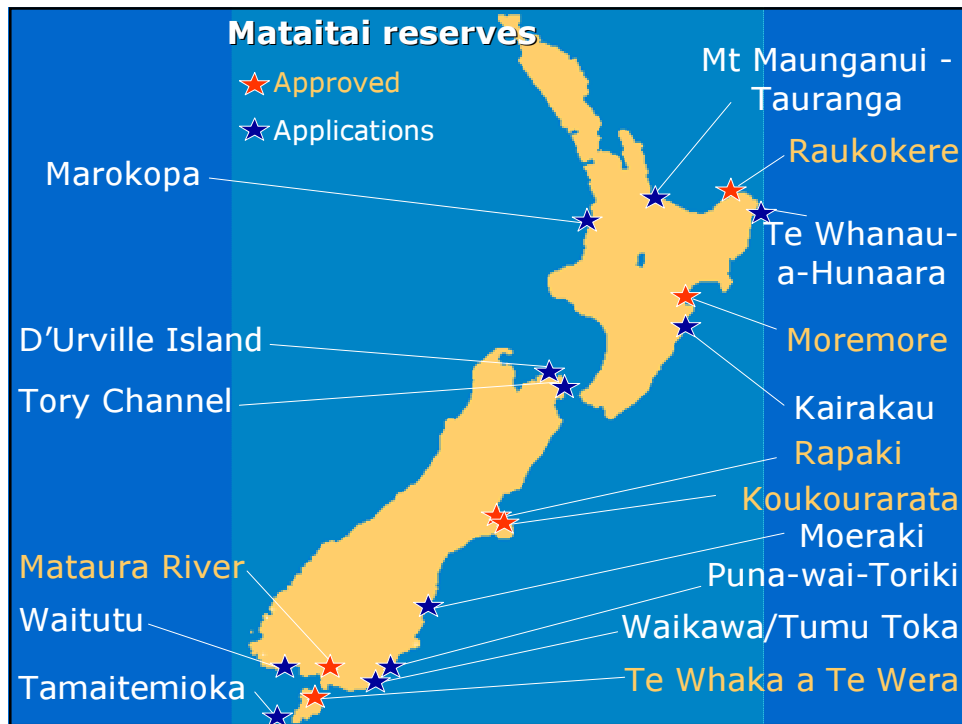 Mataitai reserves
Approved
Applications
Mt Maunganui -
Tauranga
Raukokere
Marokopa
Te Whanau-
a-Hunaara
D'Urville Island
Moremore
Tory Channel
Kairakau
Rapaki
Koukourarata
Moeraki
Mataura River
Puna-wai-Toriki
Waitutu
Waikawa/Tumu Toka
Tamaitemioka
Te Whaka a Te Wera